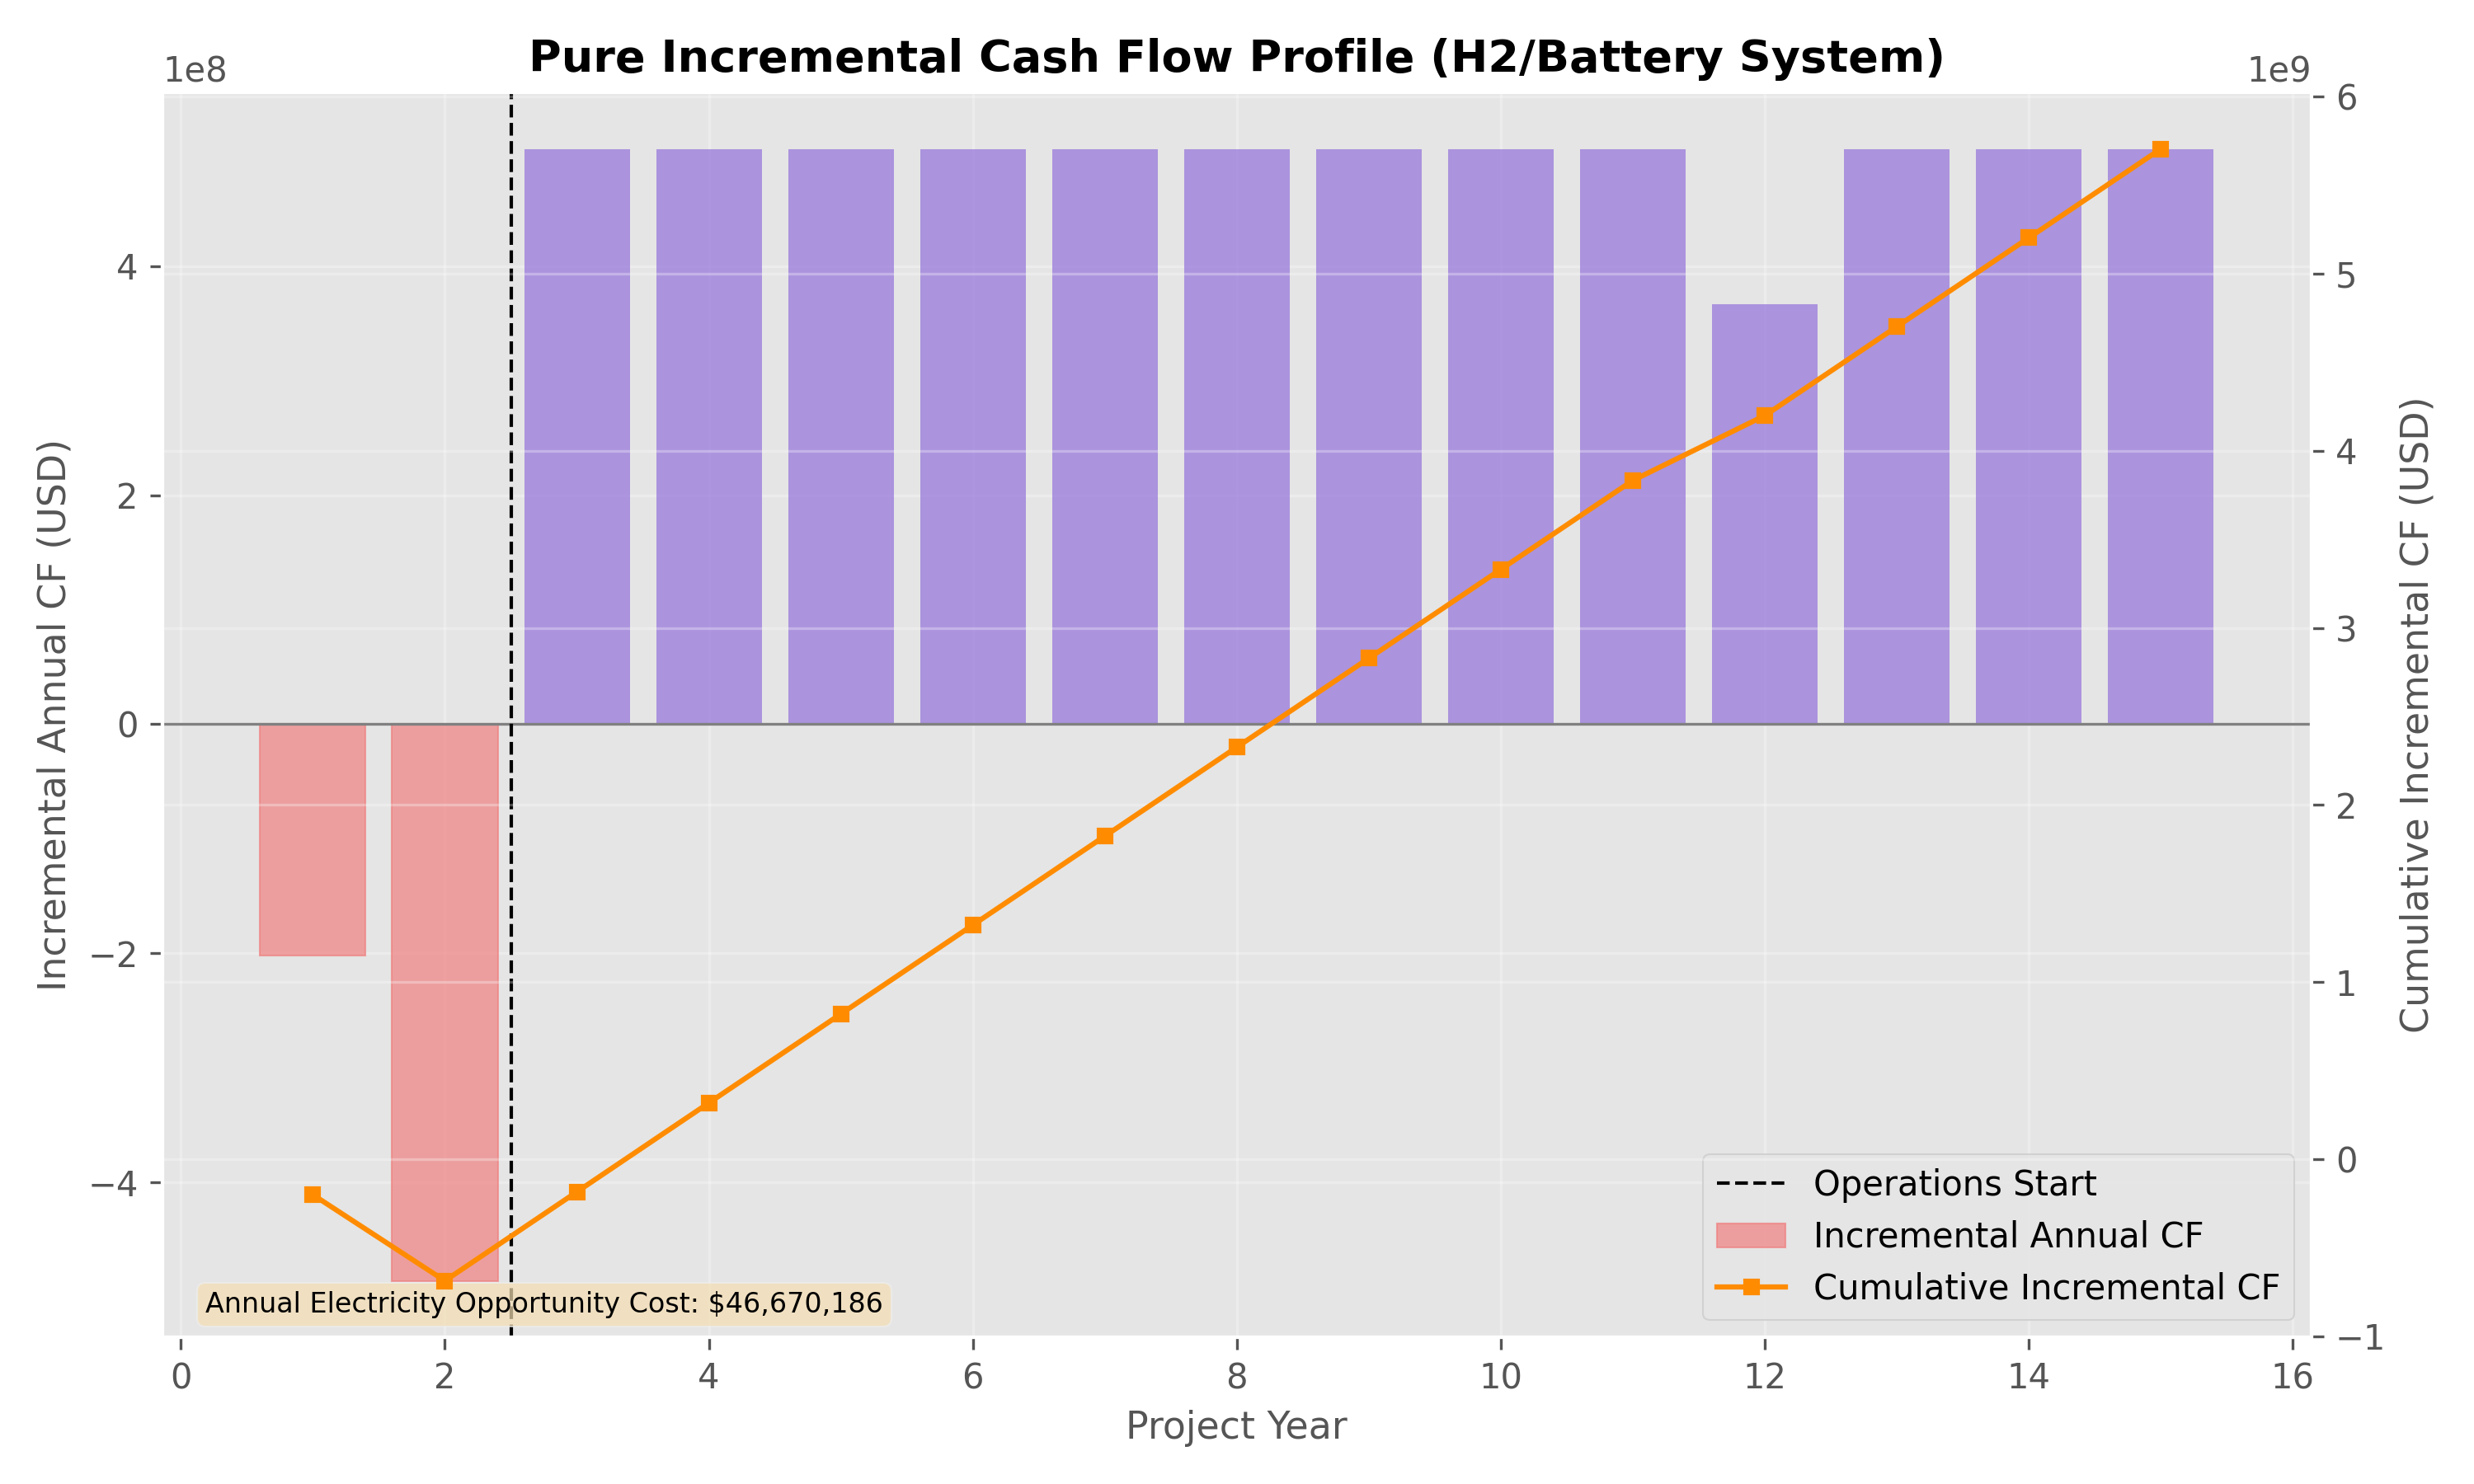 Pure Incremental Cash Flow Profile (H2/Battery System)
1e8
1e9
Incremental Annual CF (USD)
4
2
0
−2
−4
6
5
4
3
2
1
0
−1
Cumulative Incremental CF (USD)
Operations Start
Incremental Annual CF
Cumulative Incremental CF
Annual Electricity Opportunity Cost: $46,670,186
0 2 4 6 8 10 12 14 16
Project Year